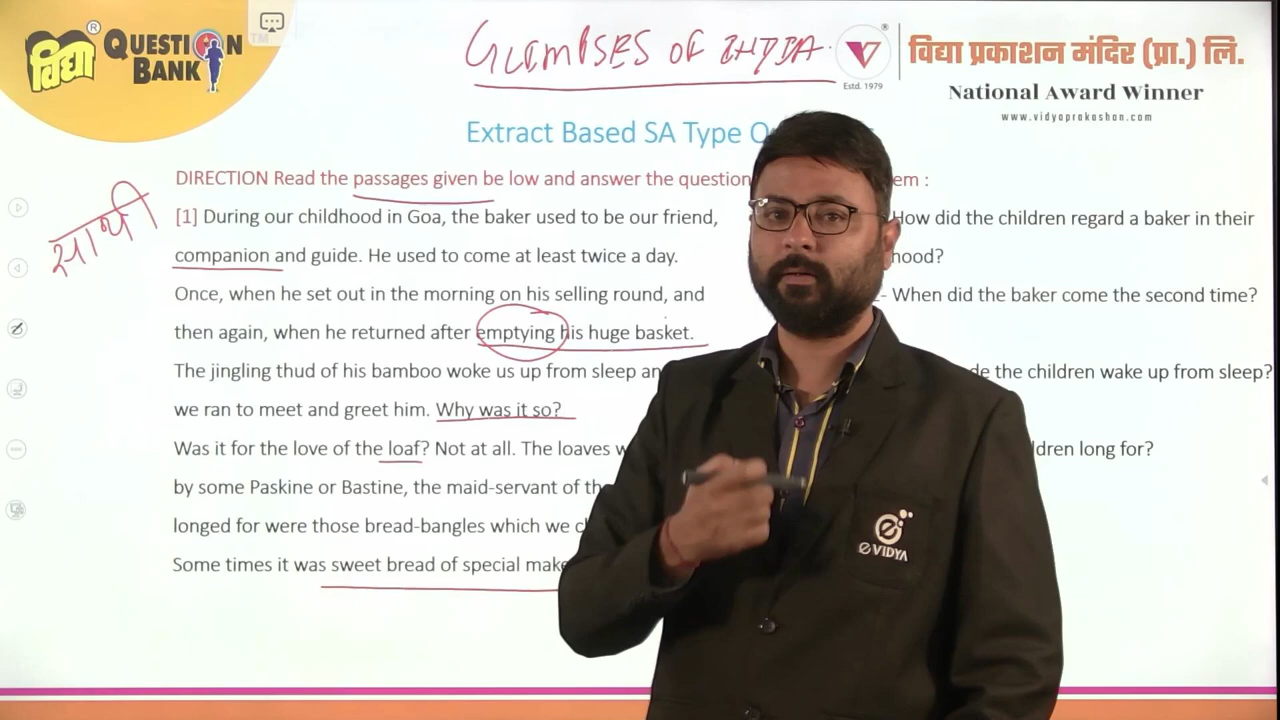 विद्या
QUESTION
BANK
TM
®
GLEMPSES OF INDIA
Estd. 1979
®
विद्या प्रकाशन मंदिर (प्रा.) लि.
National Award Winner
www.vidyaprakashan.com
Extract Based SA Type
DIRECTION Read the passages given be low and answer the question
em :
साथी
[1] During our childhood in Goa, the baker used to be our friend,
companion and guide. He used to come at least twice a day.
Once, when he set out in the morning on his selling round, and
then again, when he returned after emptying his huge basket.
The jingling thud of his bamboo woke us up from sleep an
we ran to meet and greet him. Why was it so?
Was it for the love of the loaf? Not at all. The loaves w
by some Paskine or Bastine, the maid-servant of th
longed for were those bread-bangles which we c
Some times it was sweet bread of special make
How did the children regard a baker in their
hood?
- When did the baker come the second time?
de the children wake up from sleep?
dren long for?
e VIDYA